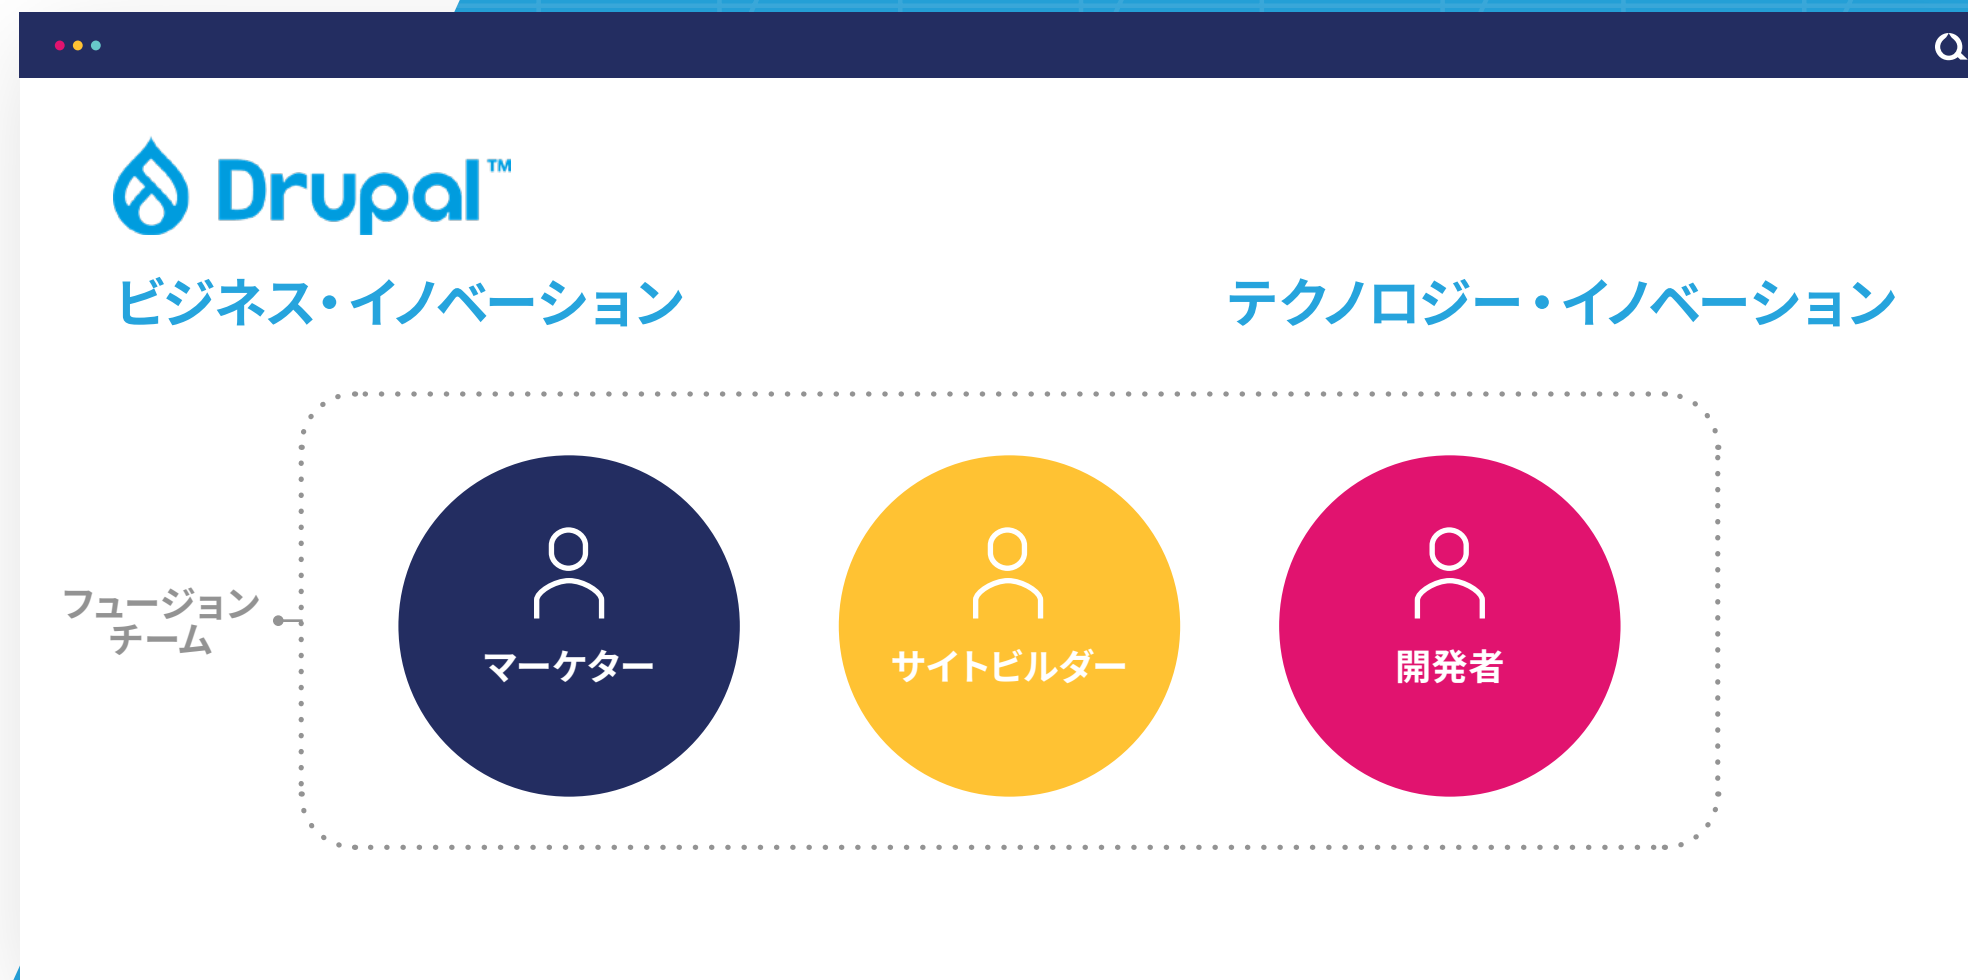 Drupal™
ビジネス・イノベーション
テクノロジー・イノベーション
フュージョン
チーム
マーケター
サイトビルダー
開発者